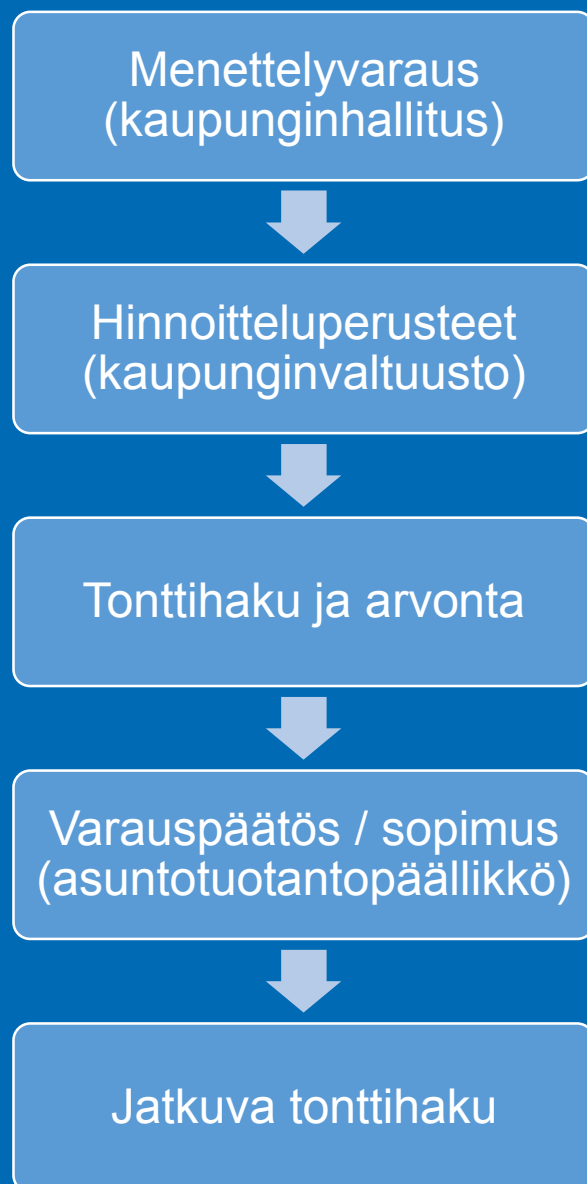 Menettelyvaraus
(kaupunginhallitus)
Hinnoitteluperusteet
(kaupunginvaltuusto)
Tonttihaku ja arvonta
Varauspäätös / sopimus
(asuntotuotantopäällikkö)
Jatkuva tonttihaku